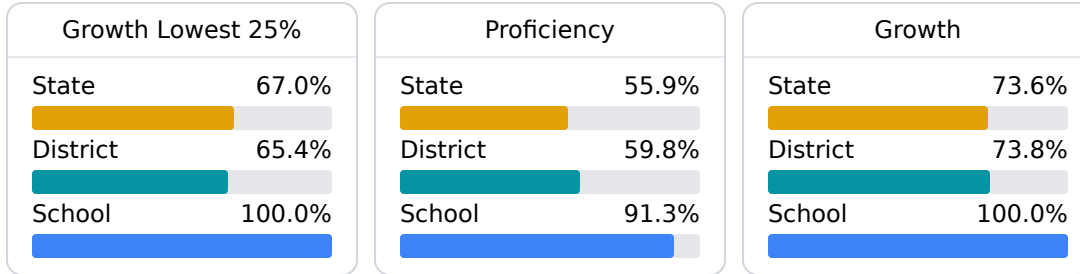 Growth Lowest 25%
State 67.0%
District 65.4%
School 100.0%
Proficiency
State 55.9%
District 59.8%
School 91.3%
Growth
State 73.6%
District 73.8%
School 100.0%